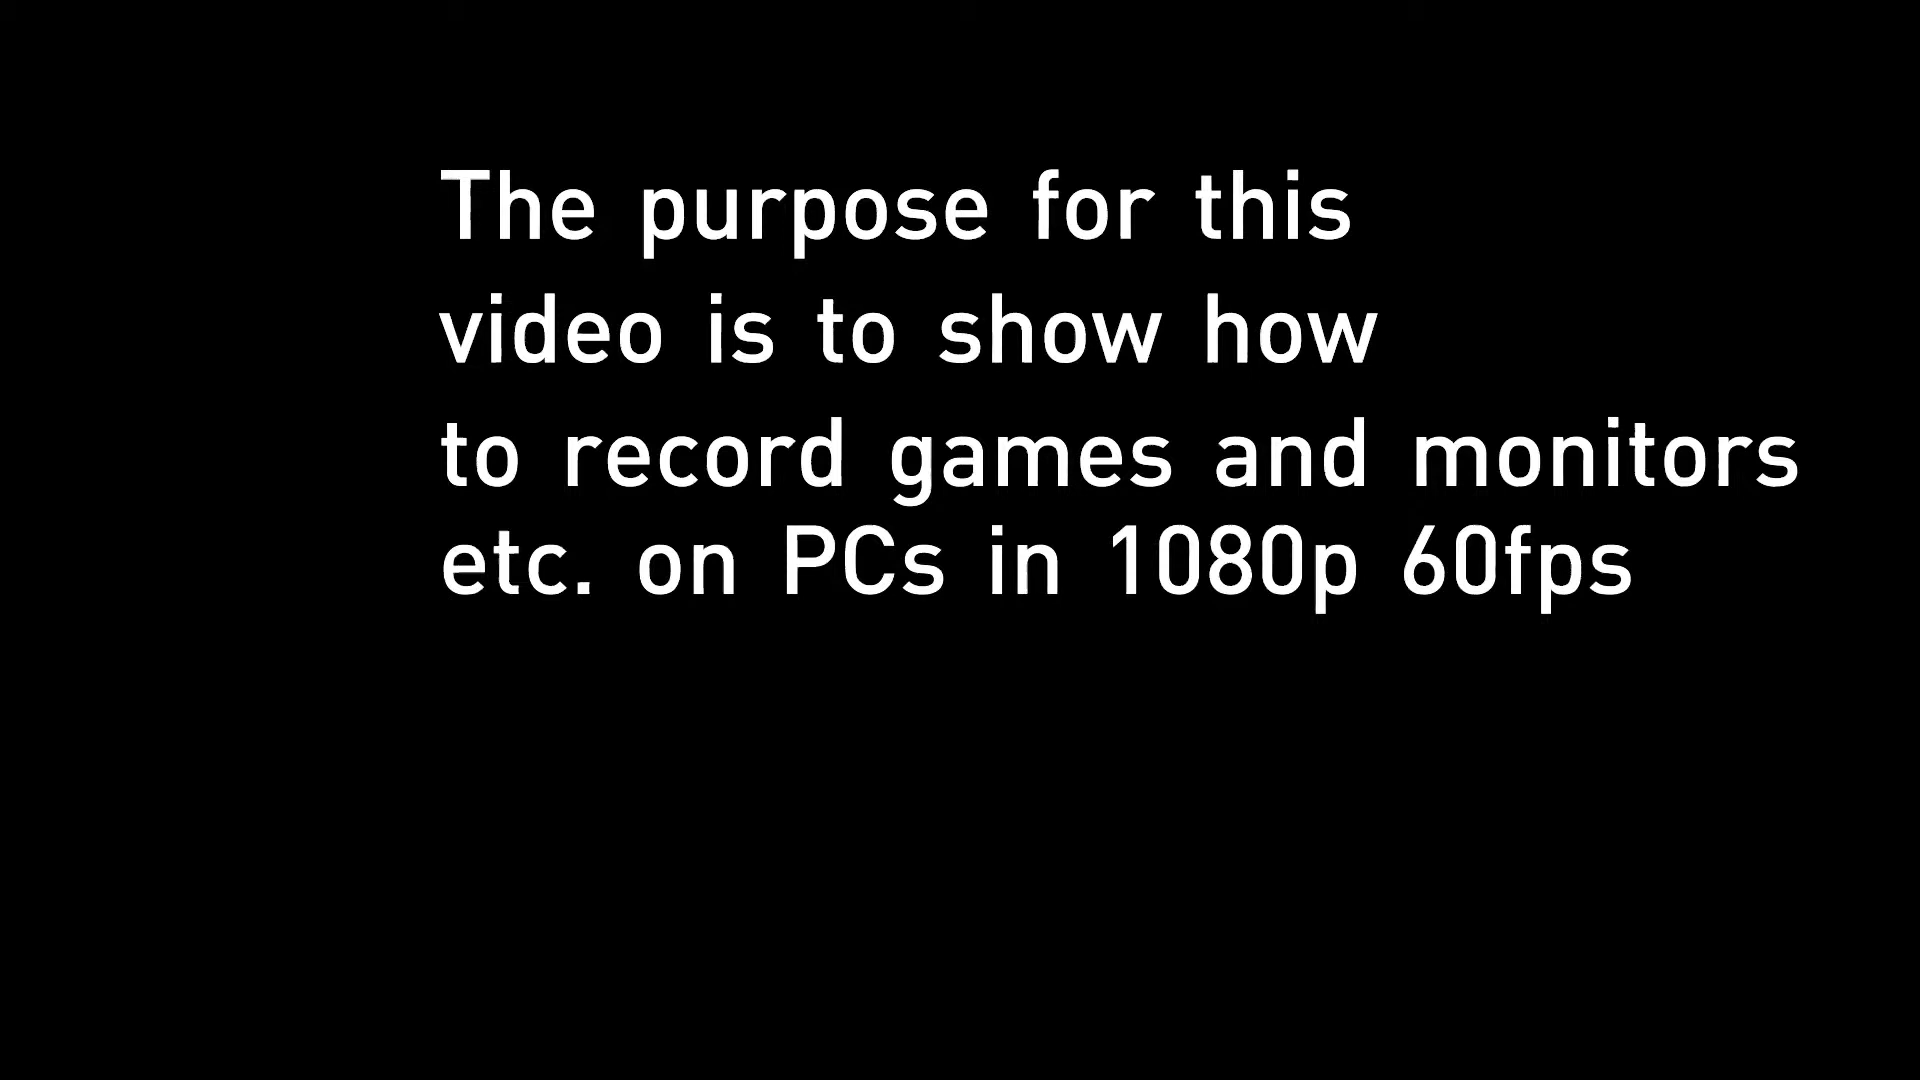 The purpose for this
video is to show how
to record games and monitors
etc. on PCs in 1080p 60fps